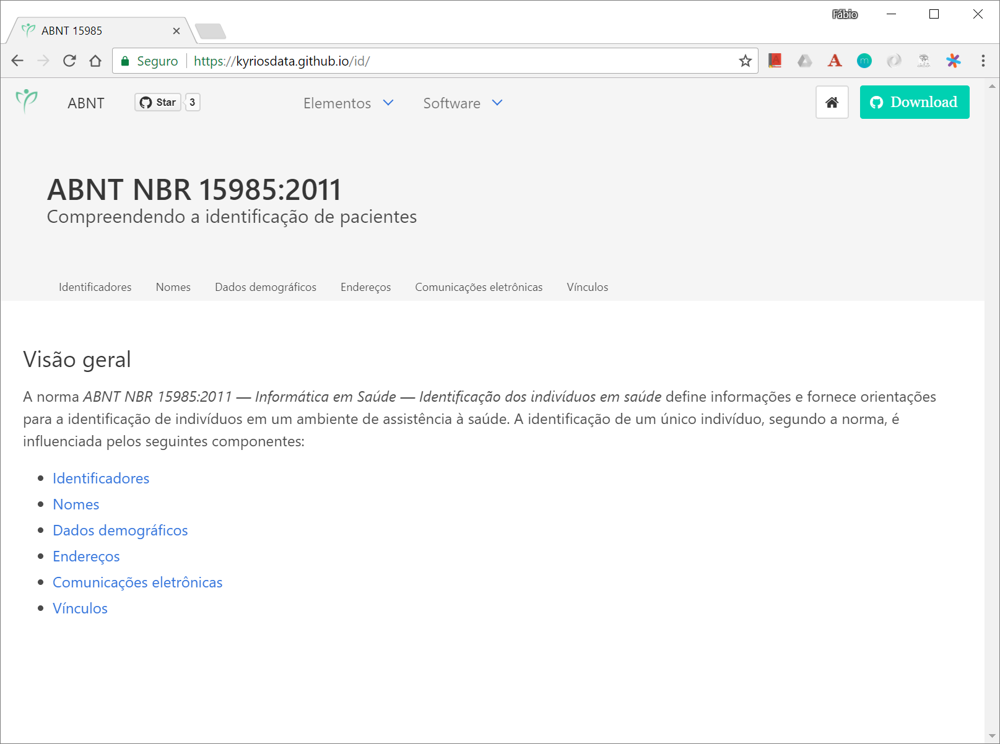 Fábio
ABNT 15985
Seguro https://kyriosdata.github.io/id/
ABNT Star 3 Elementos Software Download
ABNT NBR 15985:2011
Compreendendo a identificação de pacientes
Identificadores Nomes Dados demográficos Endereços Comunicações eletrônicas Vínculos
Visão geral
A norma ABNT NBR 15985:2011 — Informática em Saúde — Identificação dos indivíduos em saúde define informações e fornece orientações
para a identificação de indivíduos em um ambiente de assistência à saúde. A identificação de um único indivíduo, segundo a norma, é
influenciada pelos seguintes componentes:
Identificadores
Nomes
Dados demográficos
Endereços
Comunicações eletrônicas
Vínculos